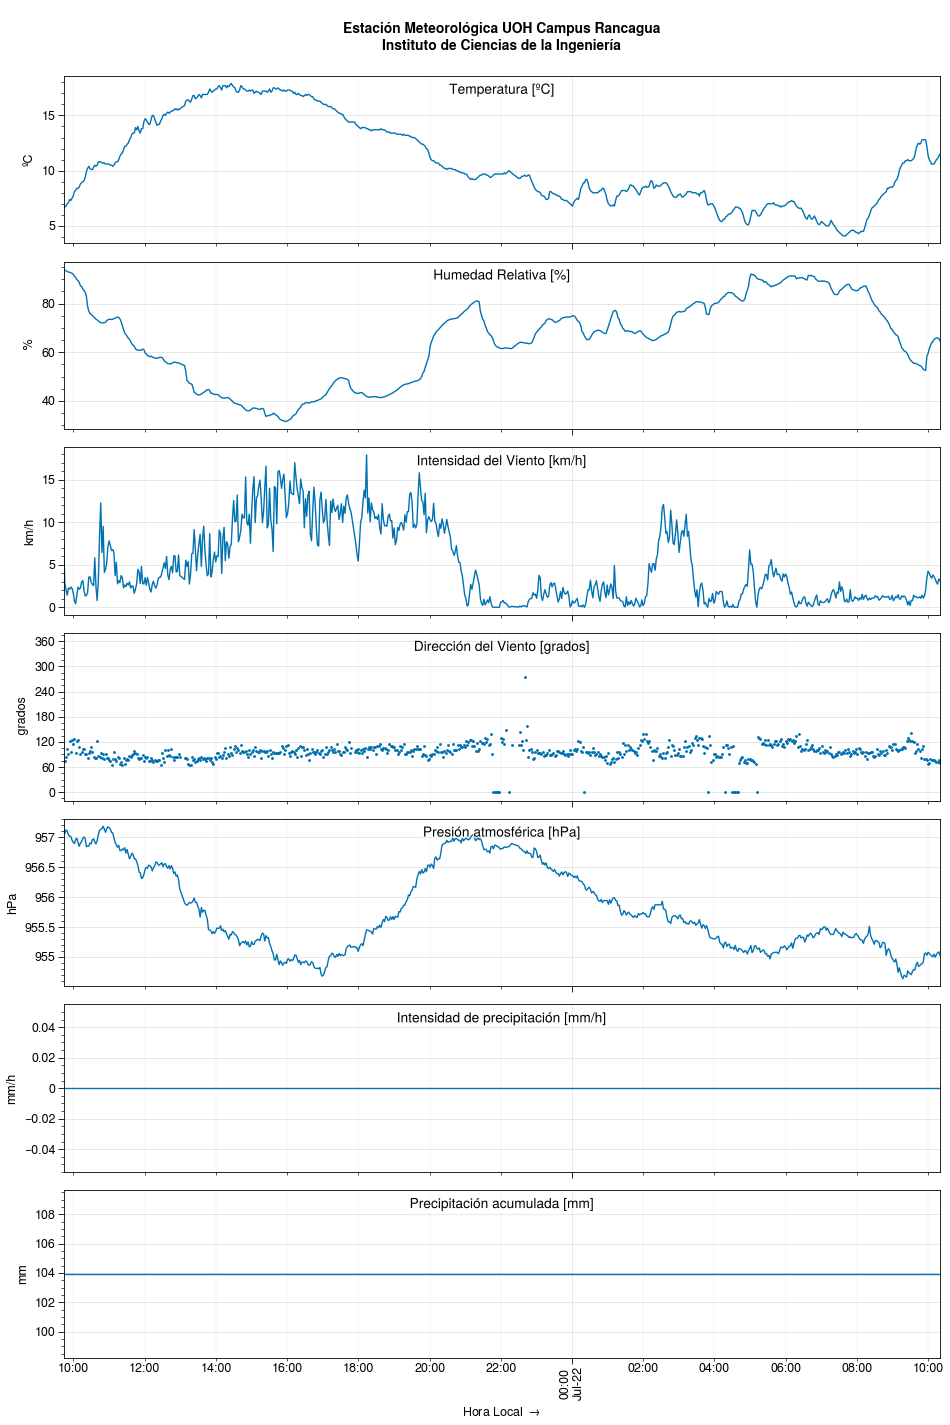 Estación Meteorológica UOH Campus Rancagua
Instituto de Ciencias de la Ingeniería
Temperatura [ºC]
ºC
15
10
5
Humedad Relativa [%]
%
80
60
40
Intensidad del Viento [km/h]
km/h
15
10
5
0
Dirección del Viento [grados]
grados
360
300
240
180
120
60
0
Presión atmosférica [hPa]
hPa
957
956.5
956
955.5
955
Intensidad de precipitación [mm/h]
mm/h
0.04
0.02
0
−0.02
−0.04
Precipitación acumulada [mm]
mm
108
106
104
102
100
10:00 12:00 14:00 16:00 18:00 20:00 22:00 00:00 02:00 04:00 06:00 08:00 10:00
Jul-22
Hora Local →